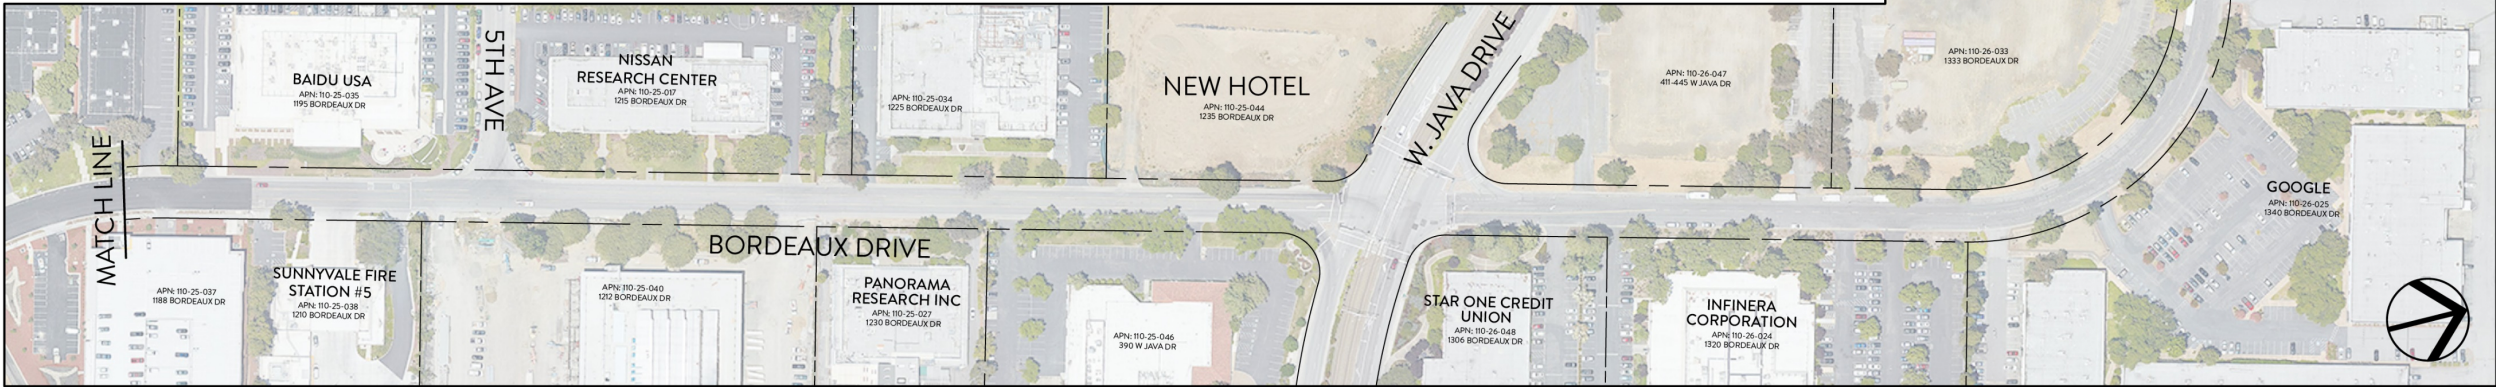 MATCH LINE
BAIDU USA
APN: 110-25-035
1195 BORDEAUX DR
5TH AVE
NISSAN
RESEARCH CENTER
APN: 110-25-017
1215 BORDEAUX DR
APN: 110-25-034
1225 BORDEAUX DR
NEW HOTEL
APN: 110-25-044
1235 BORDEAUX DR
W. JAVA DRIVE
APN: 110-26-047
411-445 W JAVA DR
APN: 110-26-033
1333 BORDEAUX DR
GOOGLE
APN: 110-26-025
1340 BORDEAUX DR
BORDEAUX DRIVE
APN: 110-25-037
1188 BORDEAUX DR
SUNNYVALE FIRE
STATION #5
APN: 110-25-038
1210 BORDEAUX DR
APN: 110-25-040
1212 BORDEAUX DR
PANORAMA
RESEARCH INC
APN: 110-25-027
1230 BORDEAUX DR
APN: 110-25-046
390 W JAVA DR
STAR ONE CREDIT
UNION
APN: 110-26-048
1306 BORDEAUX DR
INFINERA
CORPORATION
APN: 110-26-024
1320 BORDEAUX DR